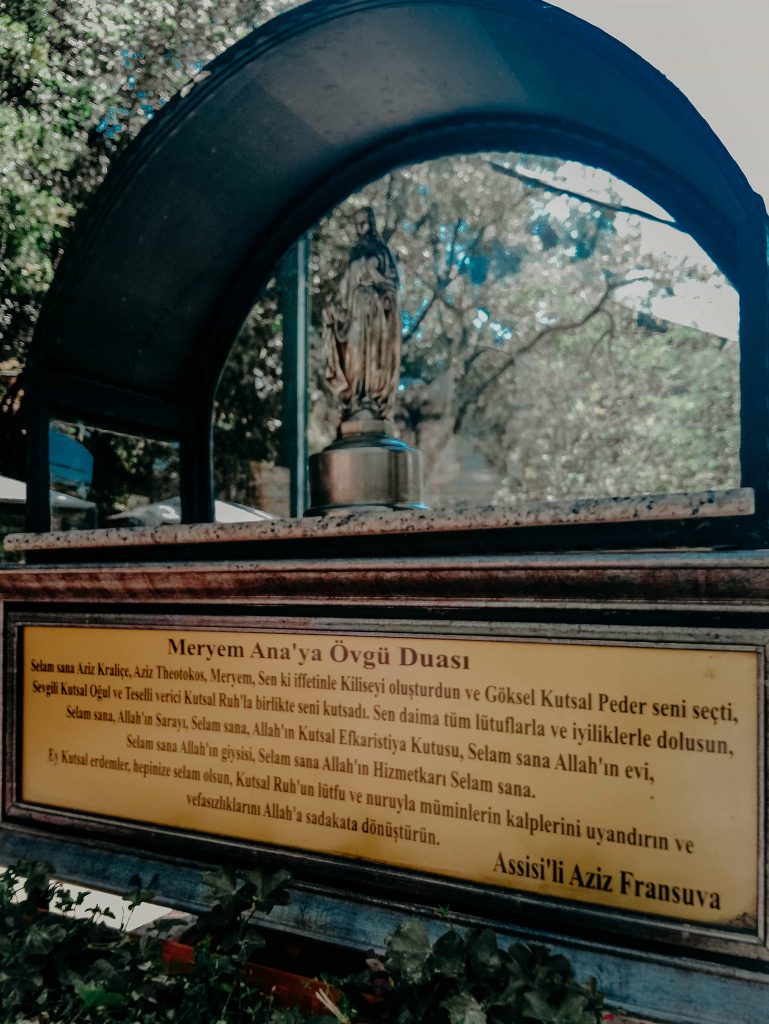 Meryem Ana'ya Övgü Duası
Selam sana Aziz Kraliçe, Aziz Theotokos, Meryem, Sen ki iffetinle Kiliseyi oluşturdun ve Göksel Kutsal Peder seni seçti,
Sevgili Kutsal Oğul ve Teselli verici Kutsal Ruh'la birlikte seni kutsadı. Sen daima tüm lütuflarla ve iyiliklerle dolusun,
Selam sana, Allah'ın Sarayı, Selam sana, Allah'ın Kutsal Efkaristiya Kutusu, Selam sana Allah'ın evi,
Selam sana Allah'ın giysisi, Selam sana Allah'ın Hizmetkarı Selam sana.
Ey Kutsal erdemler, hepinize selam olsun, Kutsal Ruh'un lütfu ve nuruyla müminlerin kalplerini uyandırın ve
vefasızlıklarını Allah'a sadakata dönüştürün.
Assisi'li Aziz Fransuva